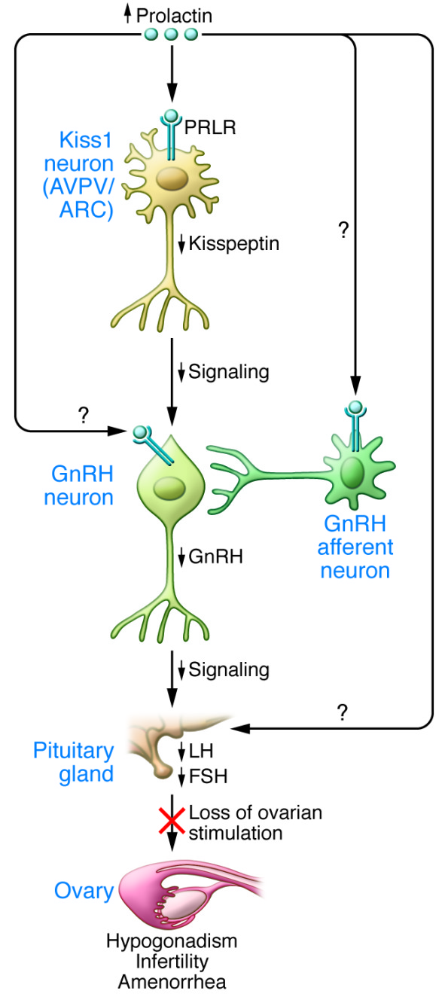 Prolactin
PRLR
Kiss1
neuron
(AVPV/
ARC)
?
Kisspeptin
Signaling
?
GnRH
neuron
GnRH
afferent
neuron
GnRH
Signaling
?
Pituitary
gland
LH
FSH
Loss of ovarian
stimulation
Ovary
Hypogonadism
Infertility
Amenorrhea